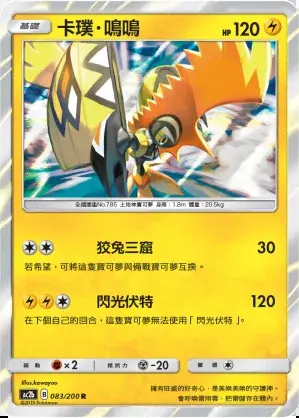 基礎 卡璞・鳴鳴 HP 120
全國圖鑑No.785 土地神寶可夢 身高：1.8m 體重：20.5kg
狡兔三窟 30
若希望，可將這隻寶可夢與備戰寶可夢互換。
閃光伏特 120
在下個自己的回合，這隻寶可夢無法使用「閃光伏特」。
弱點 ×2 抵抗力 -20 撤退
Illus.kawayoo
擁有旺盛的好奇心，是英樂美樂的守護神。
會呼喚雷雨雲，把雷儲存在體內。
AC2b B 083/200 R
©2019 Pokémon